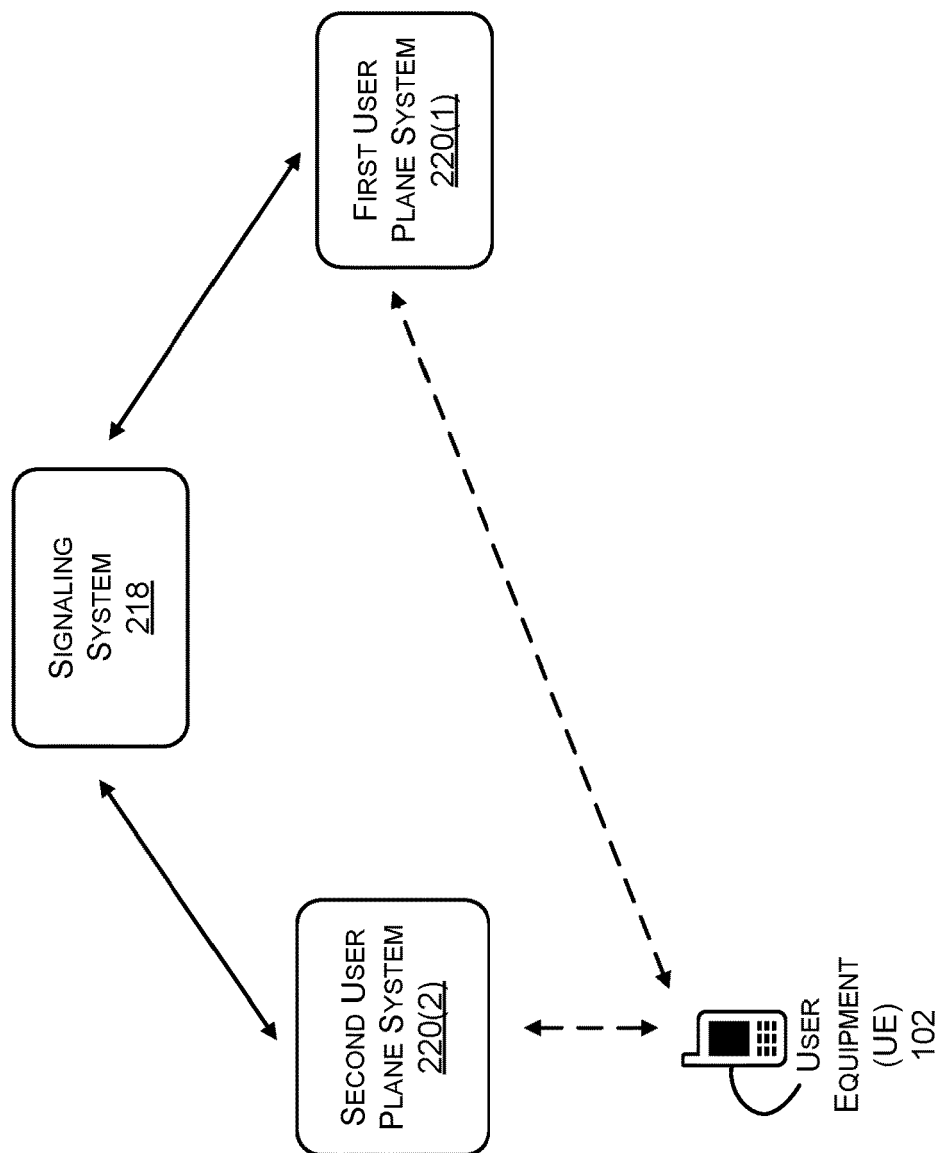 SIGNALING
SYSTEM
218
FIRST USER
PLANE SYSTEM
220(1)
SECOND USER
PLANE SYSTEM
220(2)
USER
EQUIPMENT
(UE)
102